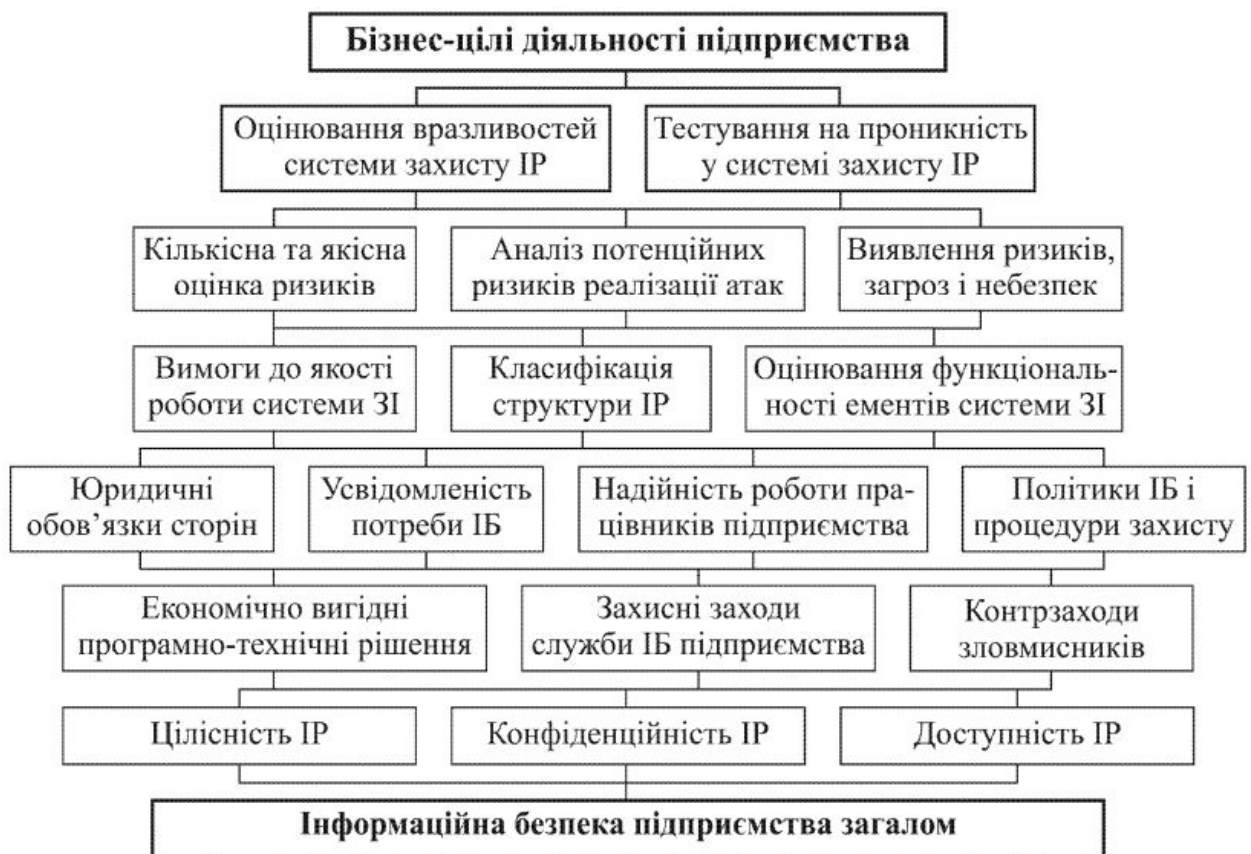 Бізнес-цілі діяльності підприємства
Оцінювання вразливостей
системи захисту ІР
Тестування на проникність
у системі захисту ІР
Кількісна та якісна
оцінка ризиків
Аналіз потенційних
ризиків реалізації атак
Виявлення ризиків,
загроз і небезпек
Вимоги до якості
роботи системи ЗІ
Класифікація
структури ІР
Оцінювання функціональ-
ності ементів системи ЗІ
Юридичні
обов’язки сторін
Усвідомленість
потреби ІБ
Надійність роботи пра-
цівників підприємства
Політики ІБ і
процедури захисту
Економічно вигідні
програмно-технічні рішення
Захисні заходи
служби ІБ підприємства
Контрзаходи
зловмисників
Цілісність ІР
Конфіденційність ІР
Доступність ІР
Інформаційна безпека підприємства загалом